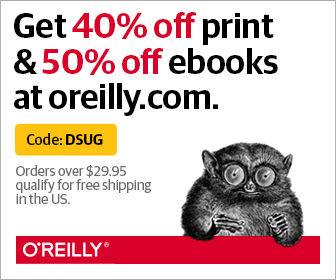 Get 40% off print
& 50% off ebooks
at oreilly.com.
Code: DSUG
Orders over $29.95
qualify for free shipping
in the US.
O'REILLY®